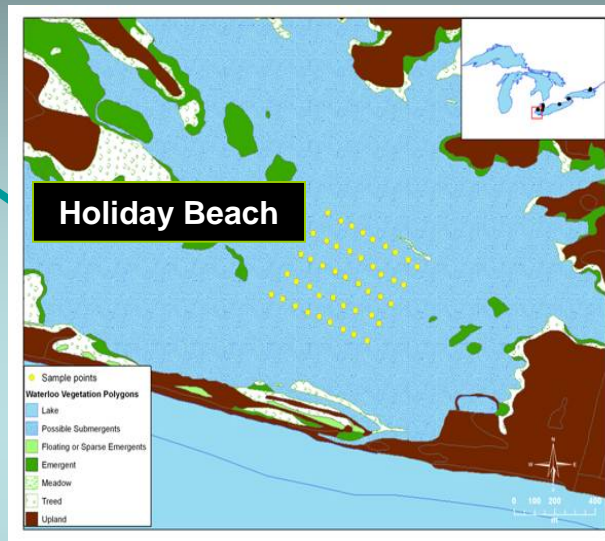 Holiday Beach
Sample points
Waterloo Vegetation Polygons
Lake
Possible Submergents
Floating or Sparse Emergents
Emergent
Meadow
Treed
Upland
N
W E
S
0 100 200 400
m